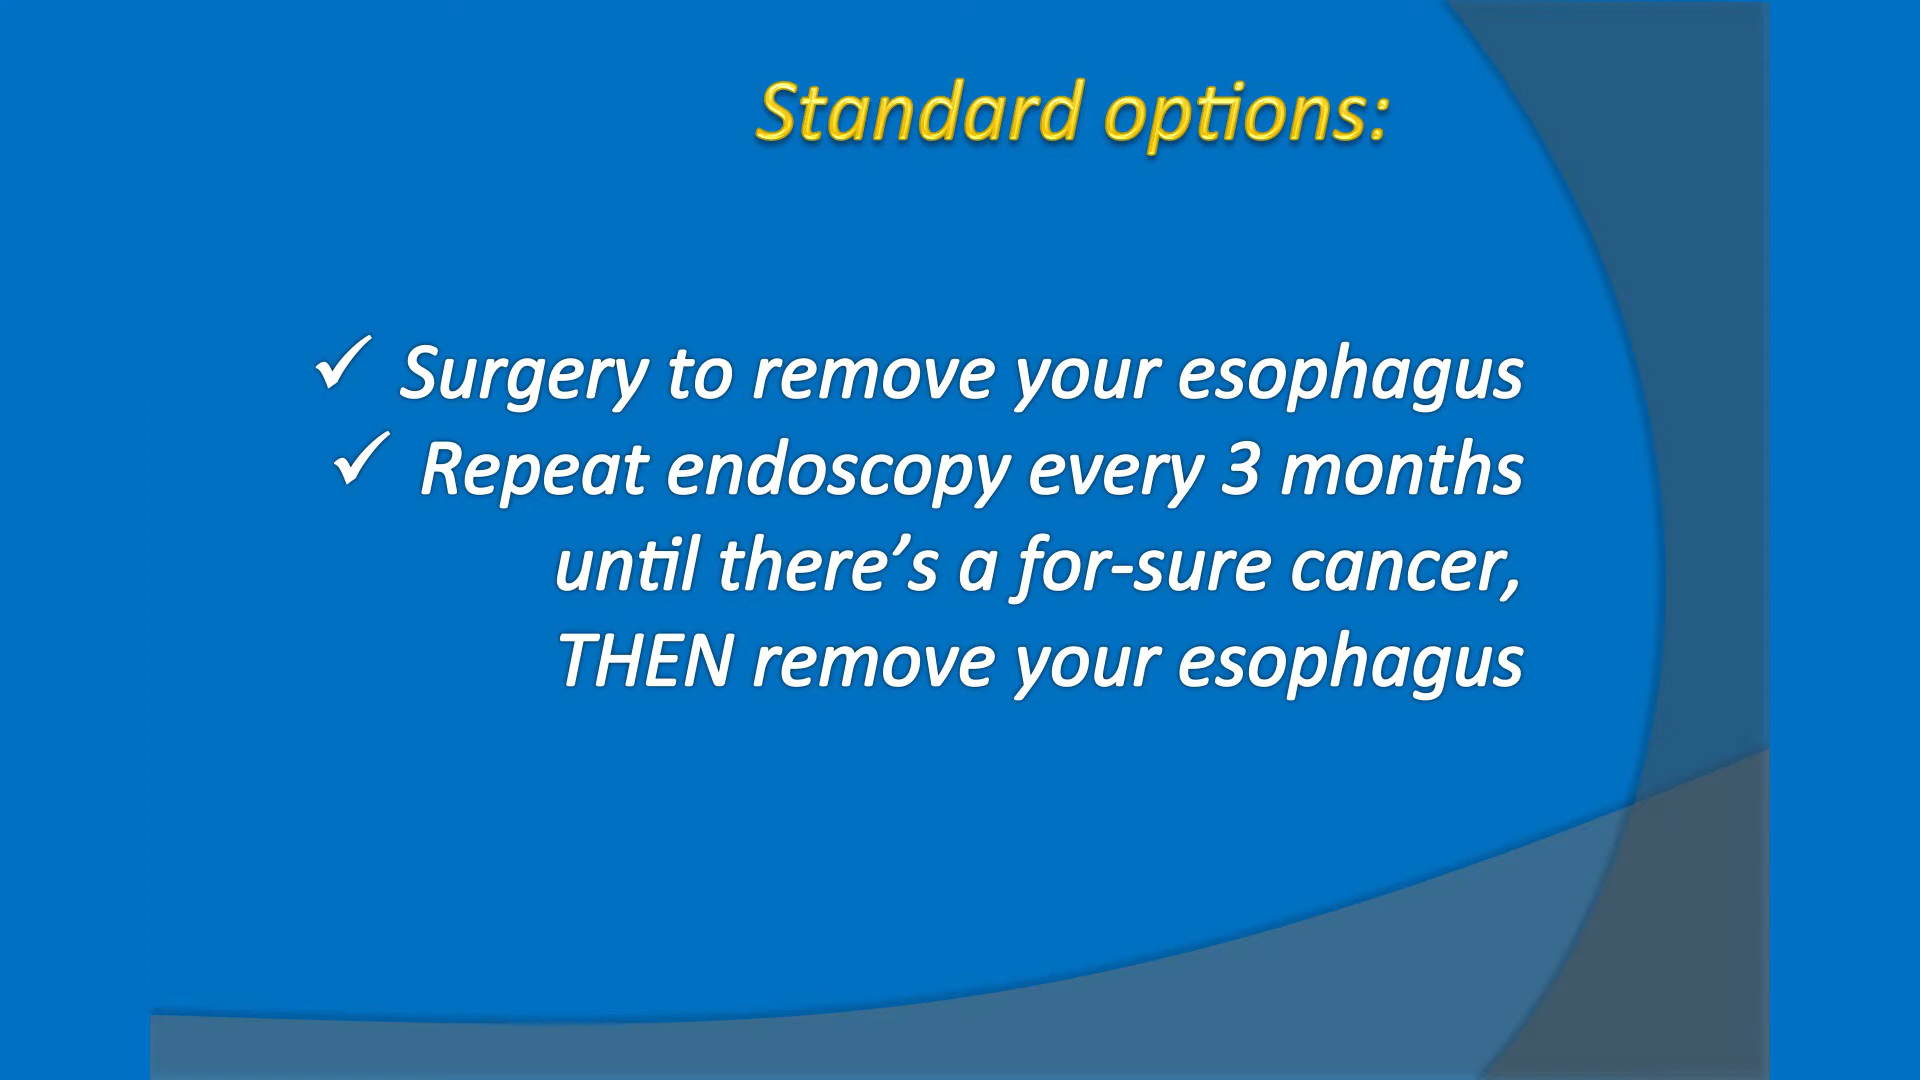 Standard options:
✓ Surgery to remove your esophagus
✓ Repeat endoscopy every 3 months
until there’s a for-sure cancer,
THEN remove your esophagus